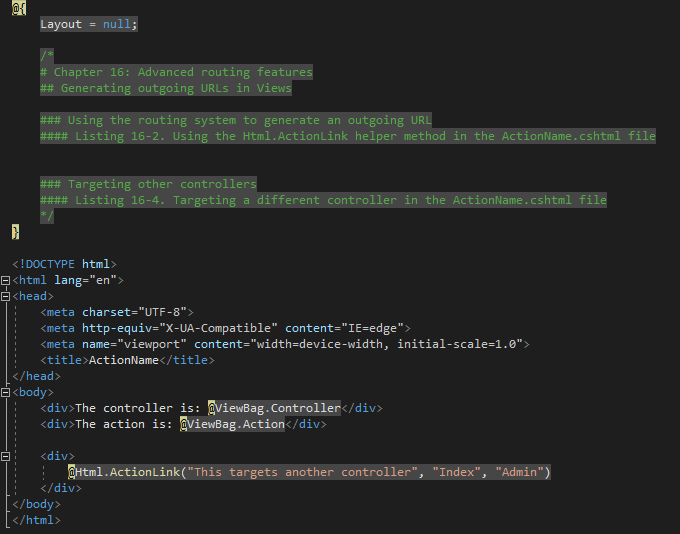 @{
    Layout = null;

    /*
    # Chapter 16: Advanced routing features
    ## Generating outgoing URLs in Views

    ### Using the routing system to generate an outgoing URL
    #### Listing 16-2. Using the Html.ActionLink helper method in the ActionName.cshtml file


    ### Targeting other controllers
    #### Listing 16-4. Targeting a different controller in the ActionName.cshtml file
    */
}

<!DOCTYPE html>
<html lang="en">
<head>
    <meta charset="UTF-8">
    <meta http-equiv="X-UA-Compatible" content="IE=edge">
    <meta name="viewport" content="width=device-width, initial-scale=1.0">
    <title>ActionName</title>
</head>
<body>
    <div>The controller is: @ViewBag.Controller</div>
    <div>The action is: @ViewBag.Action</div>

    <div>
        @Html.ActionLink("This targets another controller", "Index", "Admin")
    </div>
</body>
</html>